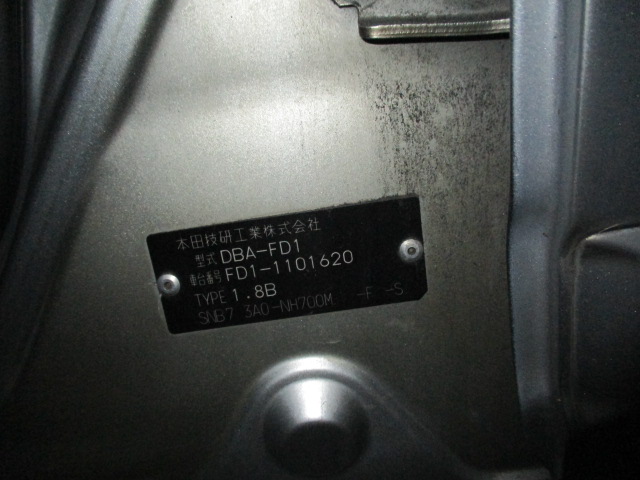 本田技研工業株式会社
型式 DBA-FD1
車台番号 FD1-1101620
TYPE 1.8B
SNB7 3A0-NH700M -F -S